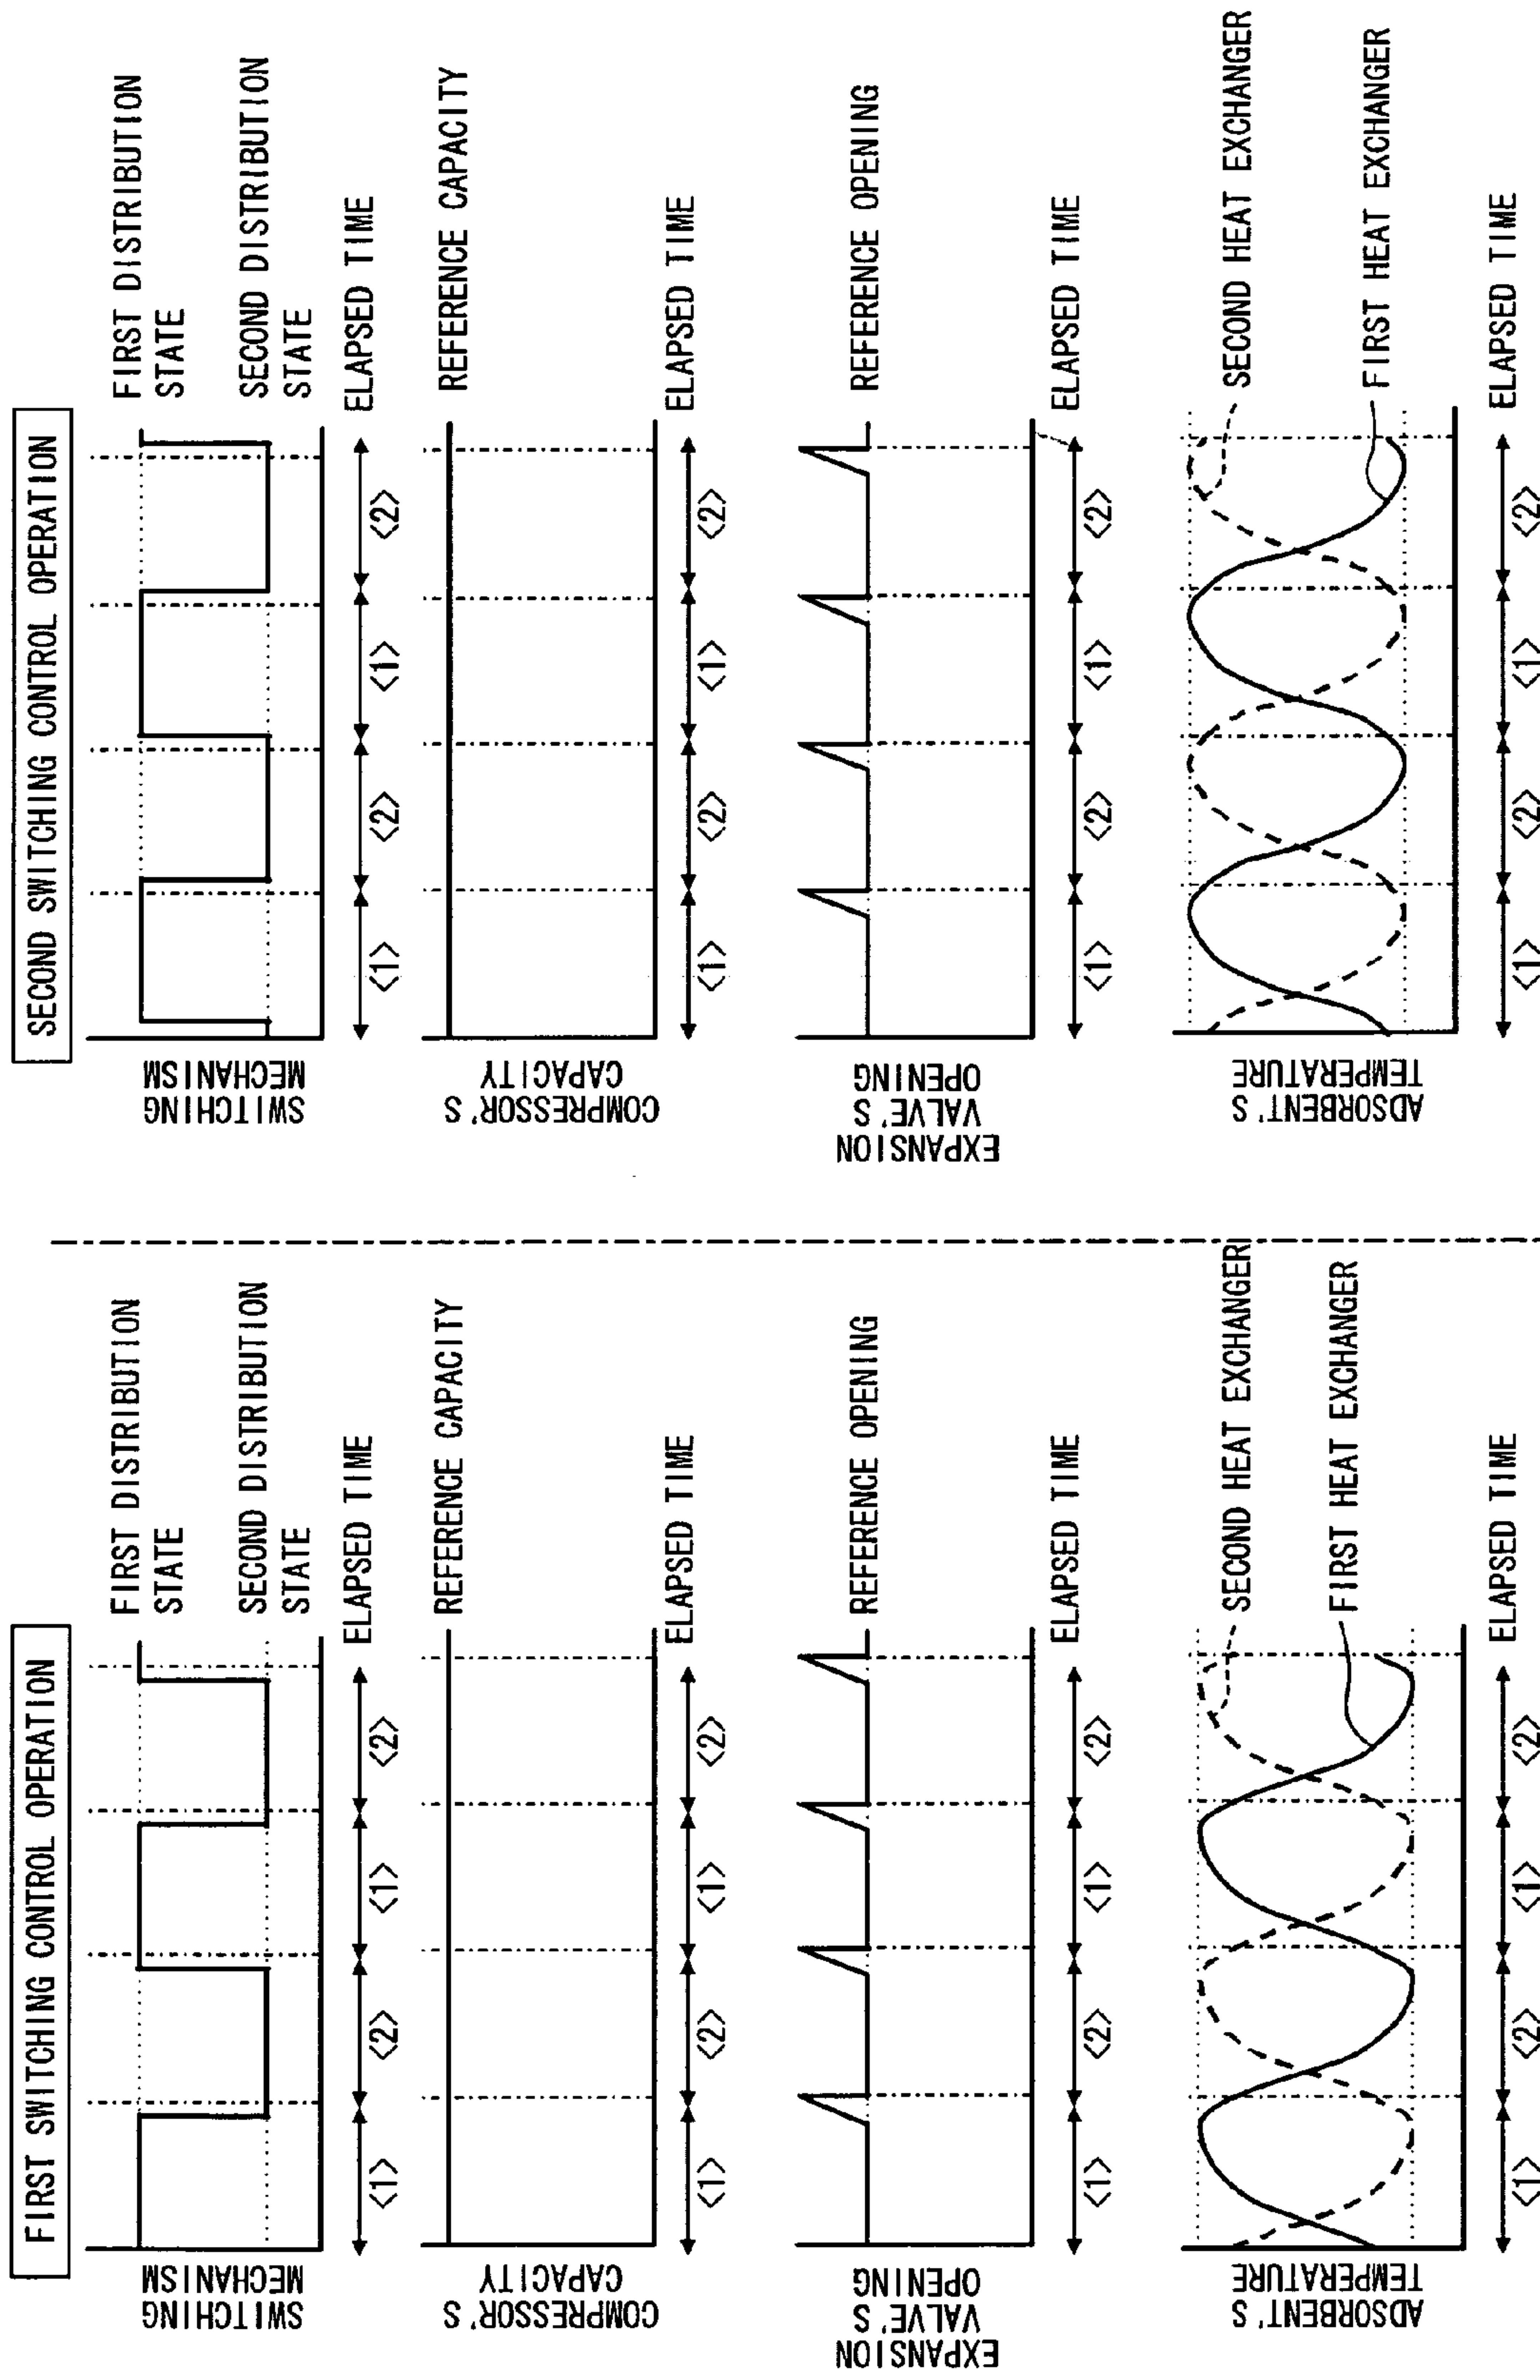 FIRST SWITCHING CONTROL OPERATION
SWITCHING
MECHANISM
FIRST DISTRIBUTION
STATE
SECOND DISTRIBUTION
STATE
ELAPSED TIME
<1>
<2>
<1>
<2>
COMPRESSOR'S
CAPACITY
REFERENCE CAPACITY
ELAPSED TIME
<1>
<2>
<1>
<2>
EXPANSION
VALVE'S
OPENING
REFERENCE OPENING
ELAPSED TIME
<1>
<2>
<1>
<2>
ADSORBENT'S
TEMPERATURE
SECOND HEAT EXCHANGER
FIRST HEAT EXCHANGER
ELAPSED TIME
<1>
<2>
<1>
<2>
SECOND SWITCHING CONTROL OPERATION
SWITCHING
MECHANISM
FIRST DISTRIBUTION
STATE
SECOND DISTRIBUTION
STATE
ELAPSED TIME
<1>
<2>
<1>
<2>
COMPRESSOR'S
CAPACITY
REFERENCE CAPACITY
ELAPSED TIME
<1>
<2>
<1>
<2>
EXPANSION
VALVE'S
OPENING
REFERENCE OPENING
ELAPSED TIME
<1>
<2>
<1>
<2>
ADSORBENT'S
TEMPERATURE
SECOND HEAT EXCHANGER
FIRST HEAT EXCHANGER
ELAPSED TIME
<1>
<2>
<1>
<2>